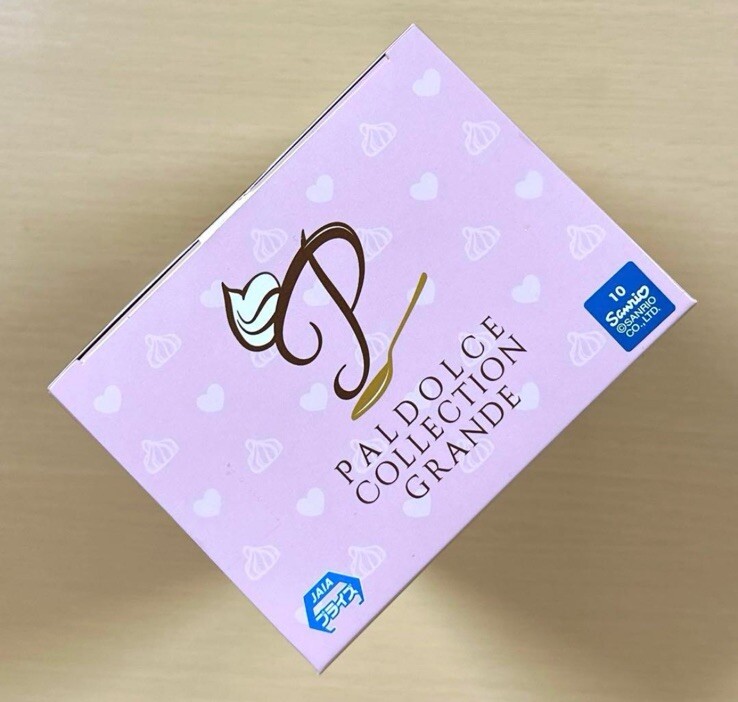 P
PALDOLCE
COLLECTION
GRANDE
10
Sanrio
©SANRIO
CO., LTD.
JAIA
プライズ